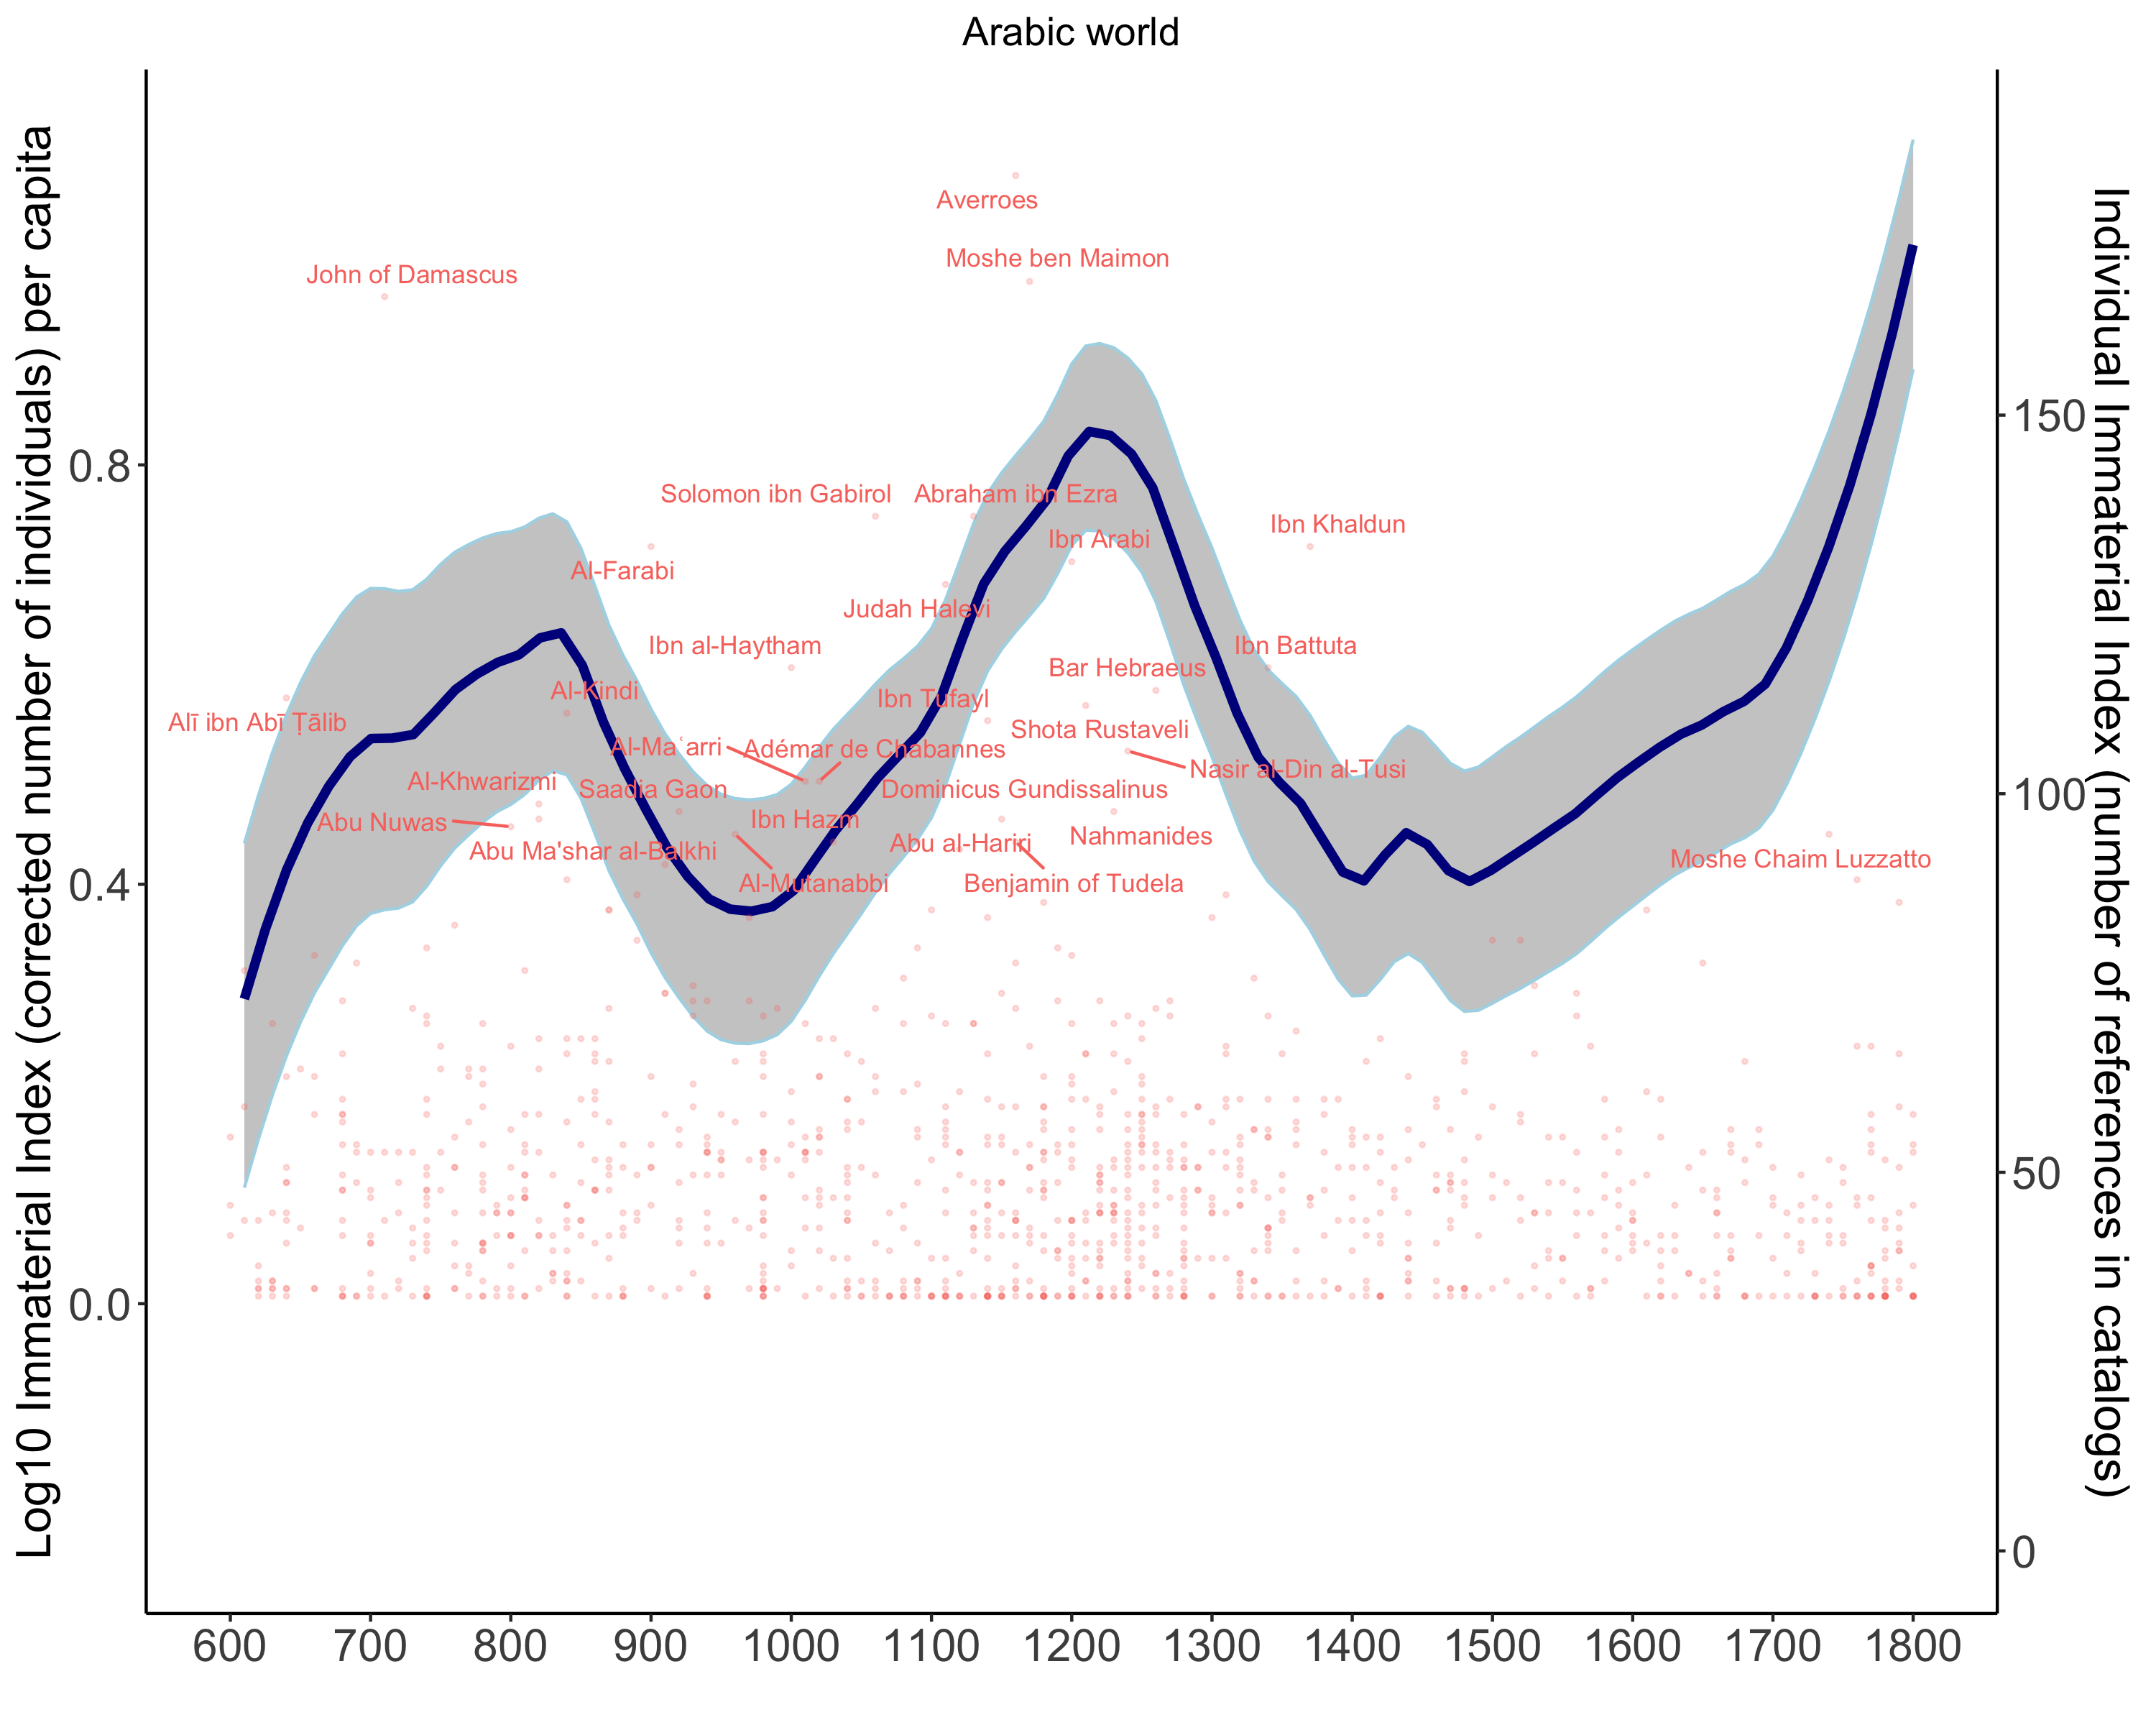 Arabic world
Log10 Immaterial Index (corrected number of individuals) per capita
Individual Immaterial Index (number of references in catalogs)
0.8
0.4
0.0
150
100
50
0
Averroes
Moshe ben Maimon
John of Damascus
Solomon ibn Gabirol
Abraham ibn Ezra
Ibn Khaldun
Ibn Arabi
Al-Farabi
Judah Halevi
Ibn al-Haytham
Ibn Battuta
Bar Hebraeus
Al-Kindi
Ibn Tufayl
Alī ibn Abī Ṭālib
Shota Rustaveli
Al-Maʿarri
Adémar de Chabannes
Nasir al-Din al-Tusi
Al-Khwarizmi
Saadia Gaon
Dominicus Gundissalinus
Abu Nuwas
Ibn Hazm
Nahmanides
Abu al-Hariri
Abu Ma'shar al-Balkhi
Moshe Chaim Luzzatto
Al-Mutanabbi
Benjamin of Tudela
600 700 800 900 1000 1100 1200 1300 1400 1500 1600 1700 1800